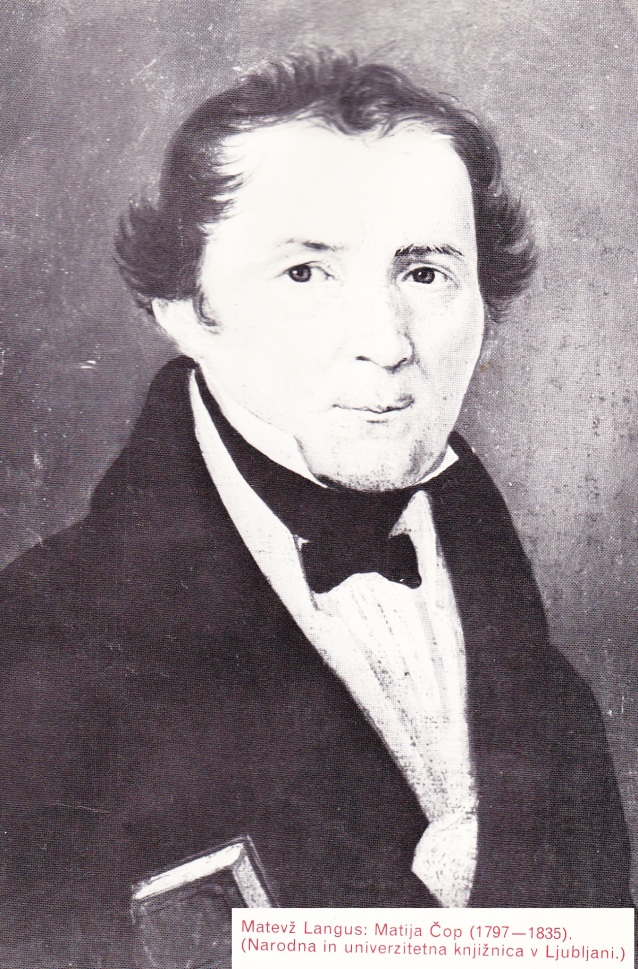 Matevž Langus: Matija Čop (1797—1835).
(Narodna in univerzitetna knjižnica v Ljubljani.)